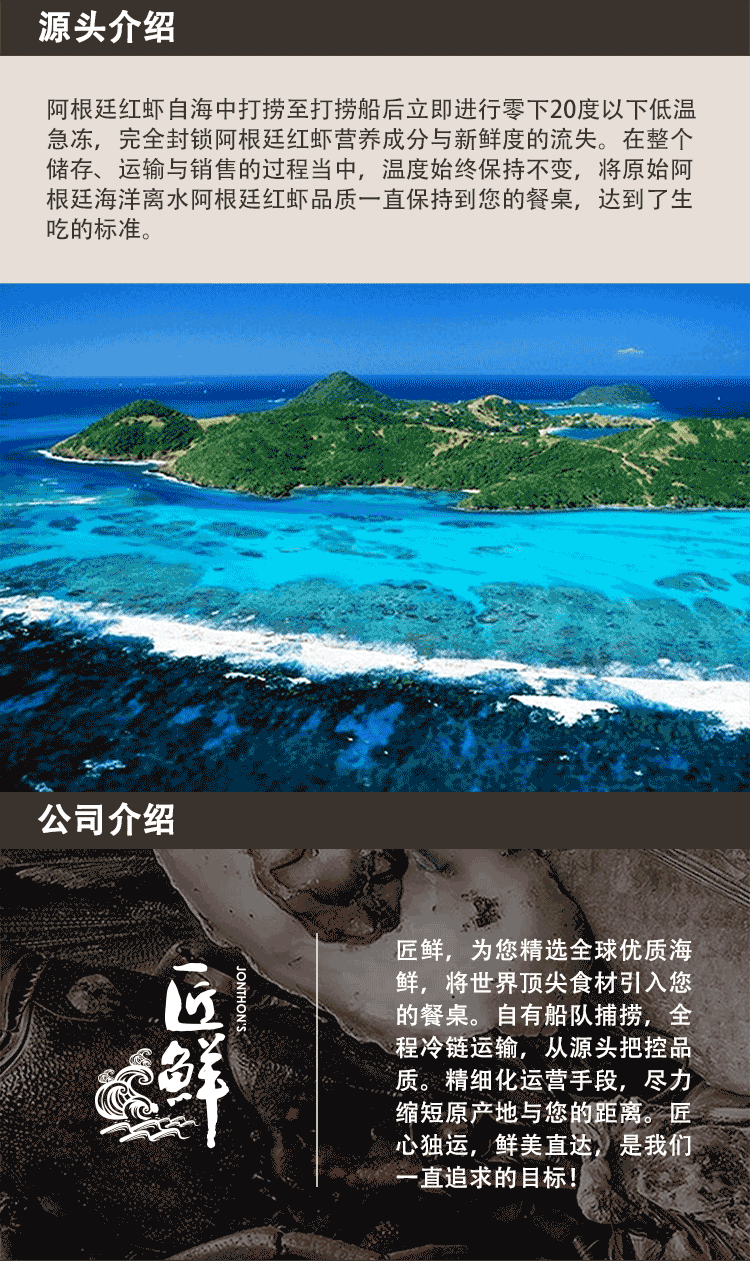 源头介绍
阿根廷红虾自海中打捞至打捞船后立即进行零下20度以下低温
急冻，完全封锁阿根廷红虾营养成分与新鲜度的流失。在整个
储存、运输与销售的过程当中，温度始终保持不变，将原始阿
根廷海洋离水阿根廷红虾品质一直保持到您的餐桌，达到了生
吃的标准。
公司介绍
匠鲜
JONTHON'S
匠鲜，为您精选全球优质海
鲜，将世界顶尖食材引入您
的餐桌。自有船队捕捞，全
程冷链运输，从源头把控品
质。精细化运营手段，尽力
缩短原产地与您的距离。匠
心独运，鲜美直达，是我们
一直追求的目标！